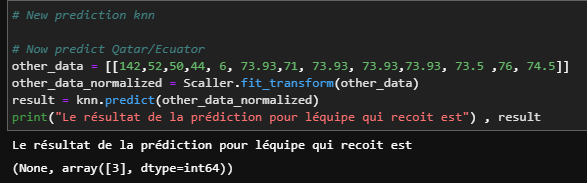 # New prediction knn
# Now predict Qatar/Ecuator
other_data = [[142,52,50,44, 6, 73.93,71, 73.93, 73.93,73.93, 73.5 ,76, 74.5]]
other_data_normalized = Scaller.fit_transform(other_data)
result = knn.predict(other_data_normalized)
print("Le résultat de la prédiction pour léquipe qui recoit est") , result
Le résultat de la prédiction pour léquipe qui recoit est
(None, array([3], dtype=int64))